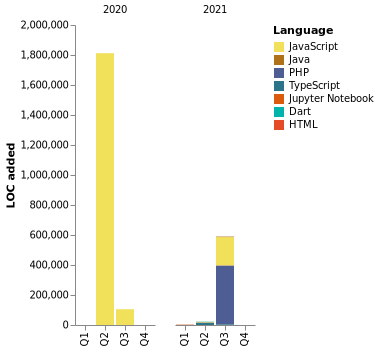 2020
2021
Language
JavaScript
Java
PHP
TypeScript
Jupyter Notebook
Dart
HTML
LOC added
2,000,000
1,800,000
1,600,000
1,400,000
1,200,000
1,000,000
800,000
600,000
400,000
200,000
0
Q1
Q2
Q3
Q4
Q1
Q2
Q3
Q4